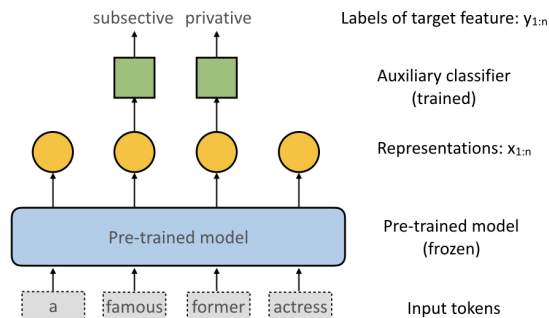 subsective privative
Labels of target feature: y1:n
Auxiliary classifier
(trained)
Representations: x1:n
Pre-trained model
Pre-trained model
(frozen)
a famous former actress
Input tokens